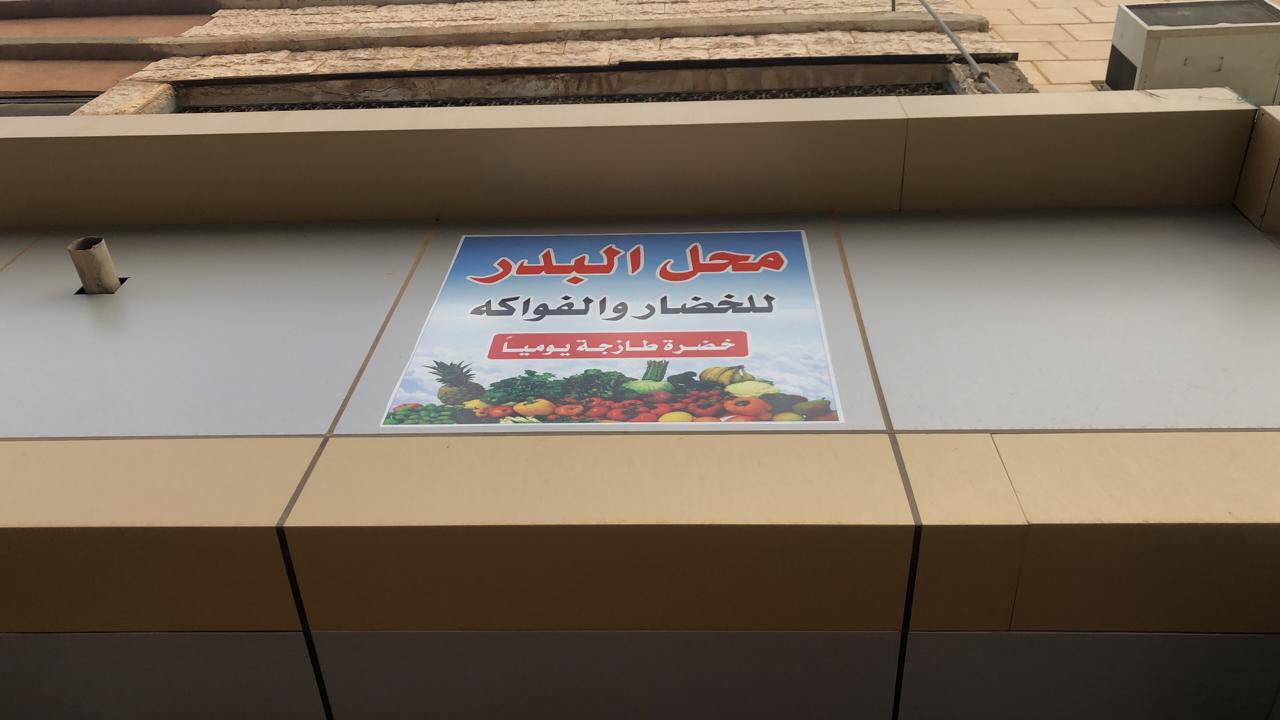 محل البدر
للخضار والفواكه
خضرة طازجة يومياً